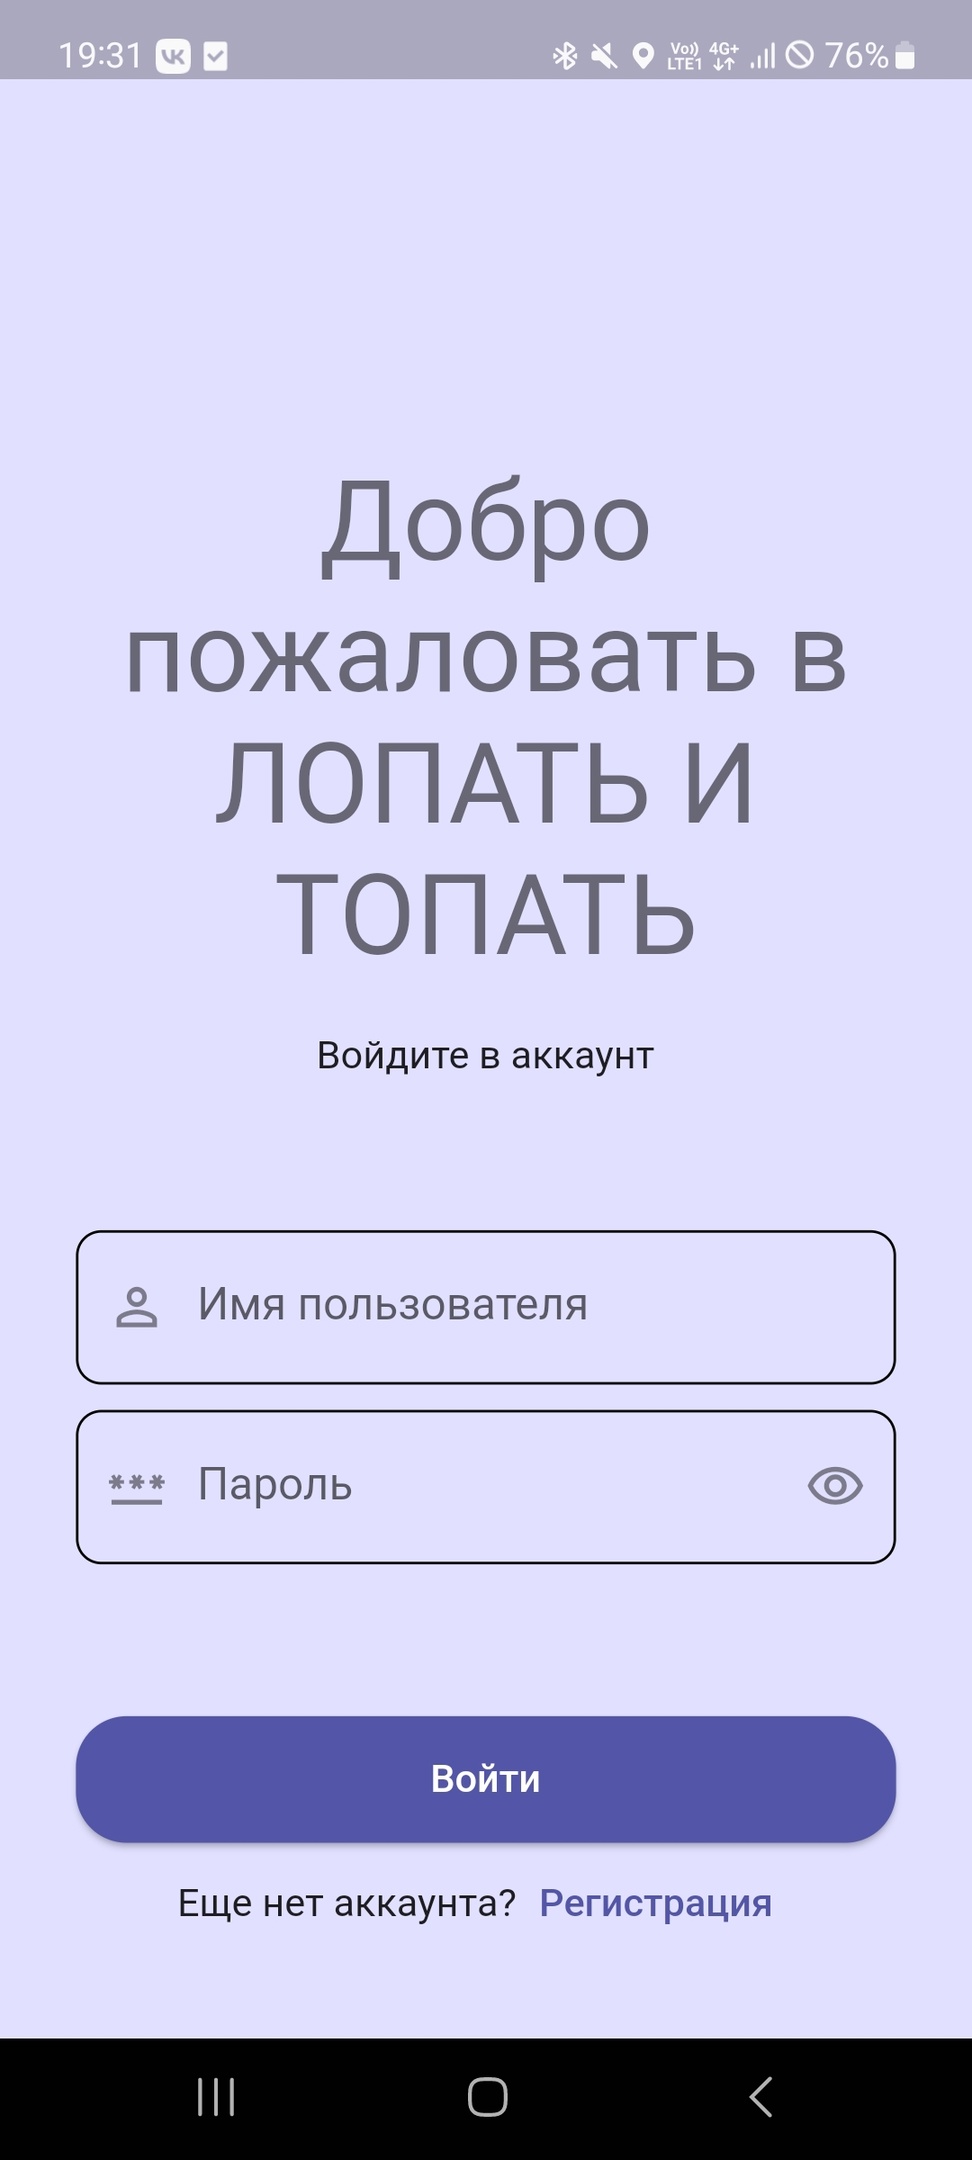 19:31
Vo)) 4G+
LTE1
76%
Добро
пожаловать в
ЛОПАТЬ И
ТОПАТЬ
Войдите в аккаунт
Имя пользователя
*** Пароль
Войти
Еще нет аккаунта? Регистрация